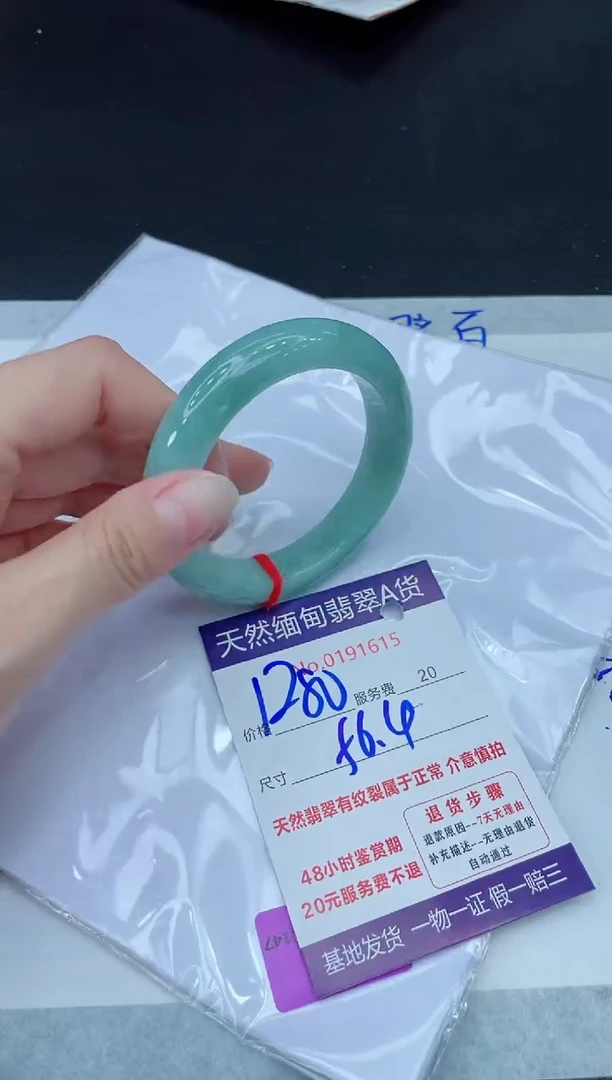 百
天然缅甸翡翠A货
No.0191615
价格 1280 服务费 20
尺寸 56.4
天然翡翠有纹裂属于正常 介意慎拍
48小时鉴赏期
20元服务费不退
退货步骤
退款原因--7天无理由
补充描述--无理由退货
自动通过
基地发货 一物一证 假一赔三
147